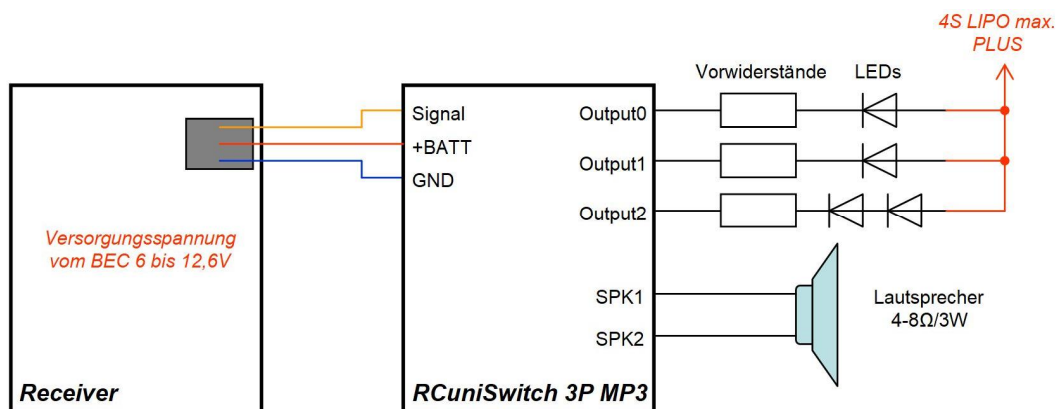 4S LIPO max.
PLUS
Vorwiderstände
LEDs
Signal
+BATT
GND
Output0
Output1
Output2
Versorgungsspannung
vom BEC 6 bis 12,6V
SPK1
SPK2
Lautsprecher
4-8Ω/3W
Receiver
RCuniSwitch 3P MP3